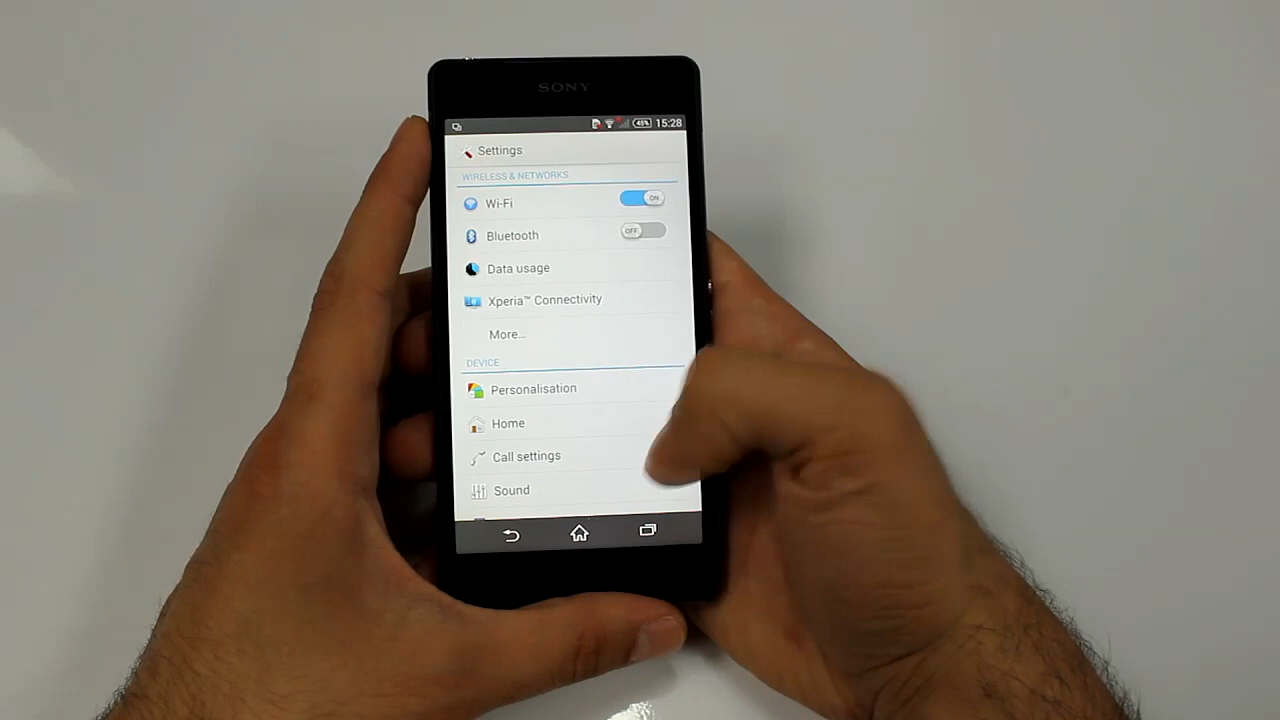 SONY
45% 15:28
Settings
WIRELESS & NETWORKS
Wi-Fi ON
Bluetooth OFF
Data usage
Xperia™ Connectivity
More...
DEVICE
Personalisation
Home
Call settings
Sound